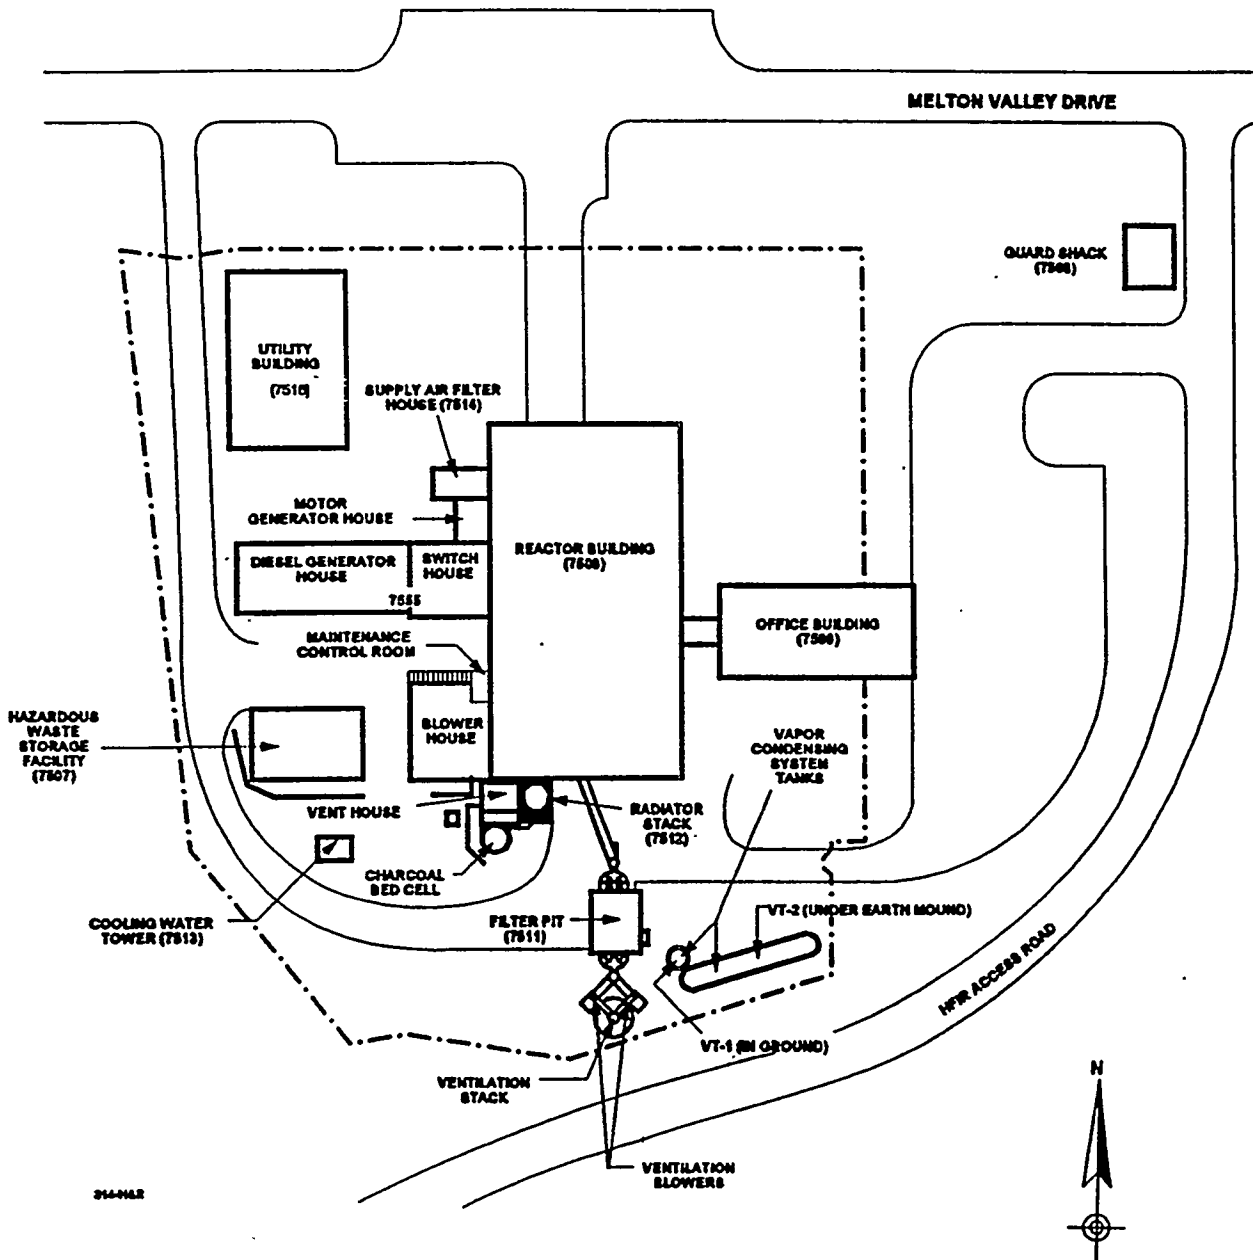 MELTON VALLEY DRIVE
GUARD SHACK
UTILITY
BUILDING
SUPPLY AIR FILTER
HOUSE (7514)
MOTOR
GENERATOR HOUSE
DIESEL GENERATOR
HOUSE
SWITCH
HOUSE
7555
REACTOR BUILDING
MAINTENANCE
CONTROL ROOM
OFFICE BUILDING
HAZARDOUS
WASTE
STORAGE
FACILITY
(7507)
BLOWER
HOUSE
VAPOR
CONDENSING
SYSTEM
TANKS
VENT HOUSE
RADIATOR
STACK
(7512)
CHARCOAL
BED CELL
COOLING WATER
TOWER (7513)
FILTER PIT
(7511)
VT-2 (UNDER EARTH MOUND)
HFIR ACCESS ROAD
VT-1 (IN GROUND)
VENTILATION
STACK
VENTILATION
BLOWERS
N